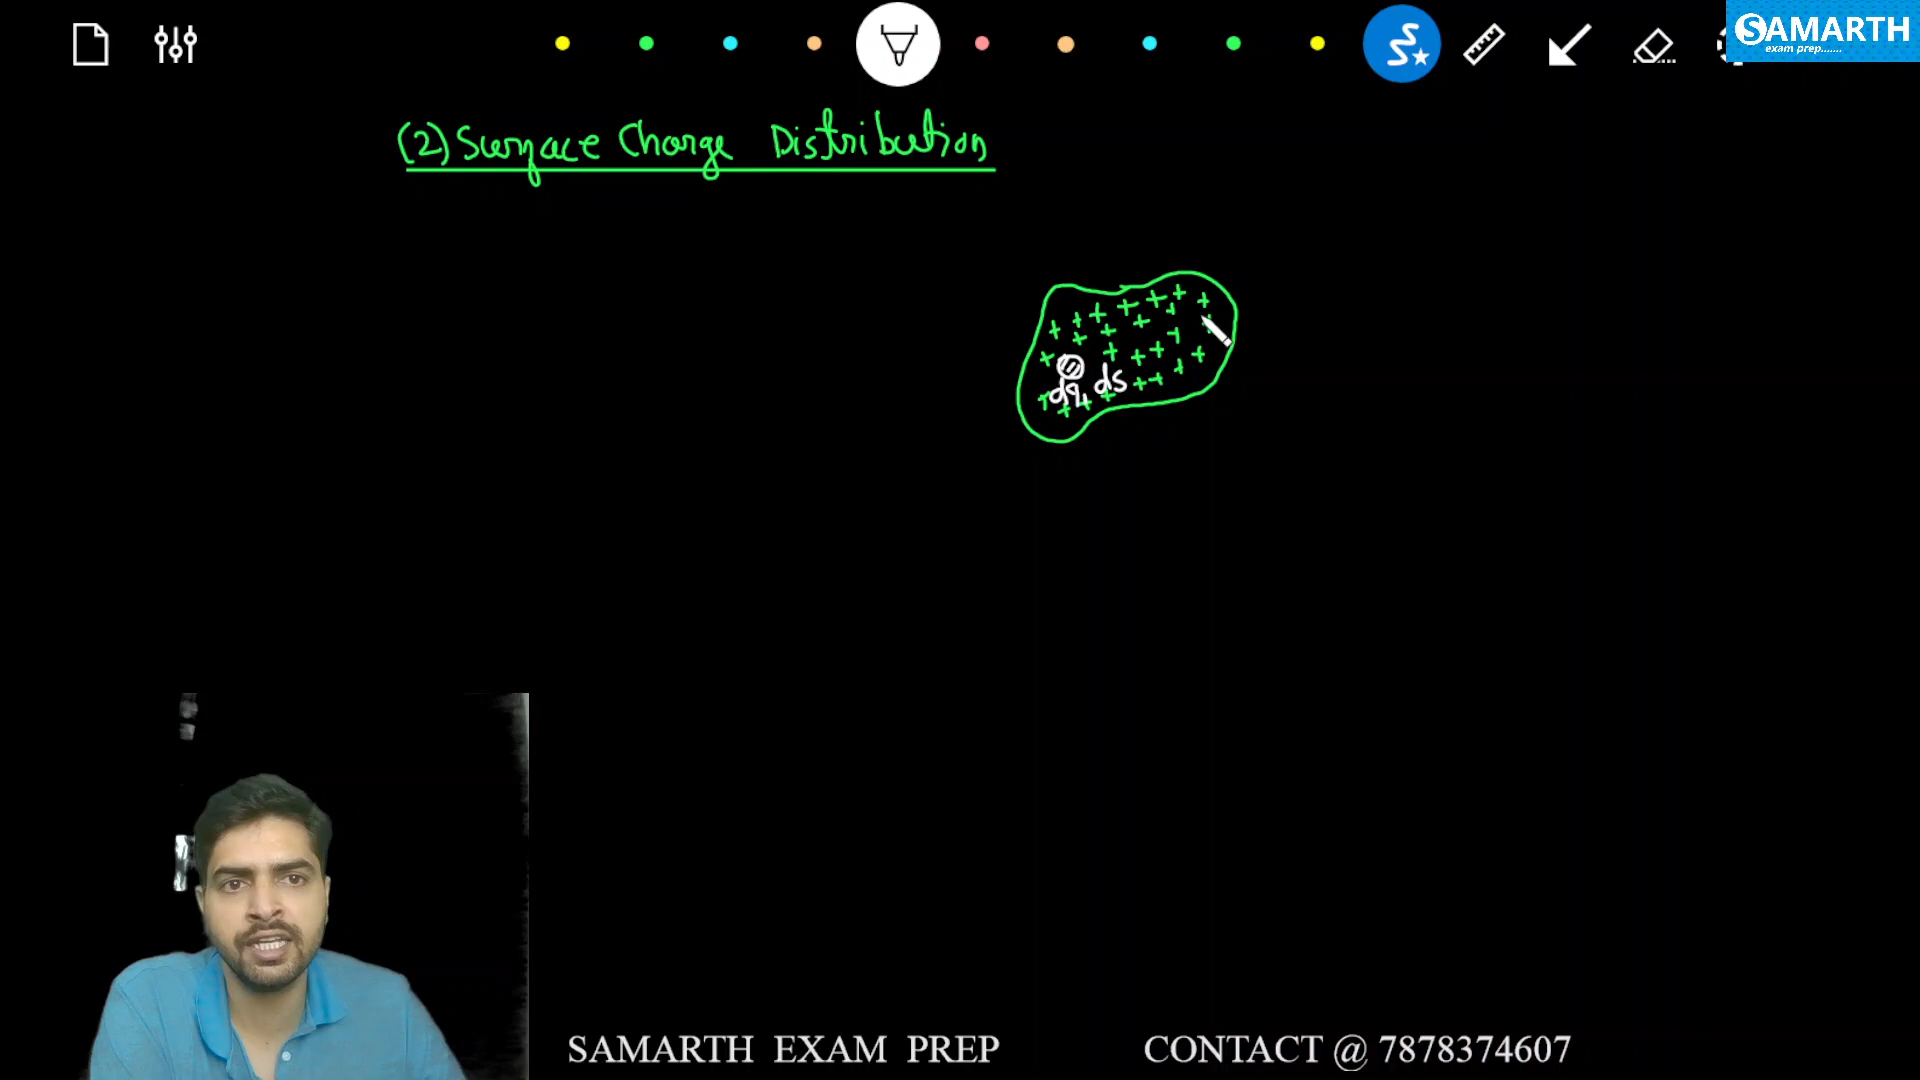 SAMARTH
exam prep.......
(2) Surface Charge Distribution
+ + + + + + +
+ + + + +
+ + + + +
dq ds + + + +
+ + + +
SAMARTH EXAM PREP CONTACT @ 7878374607